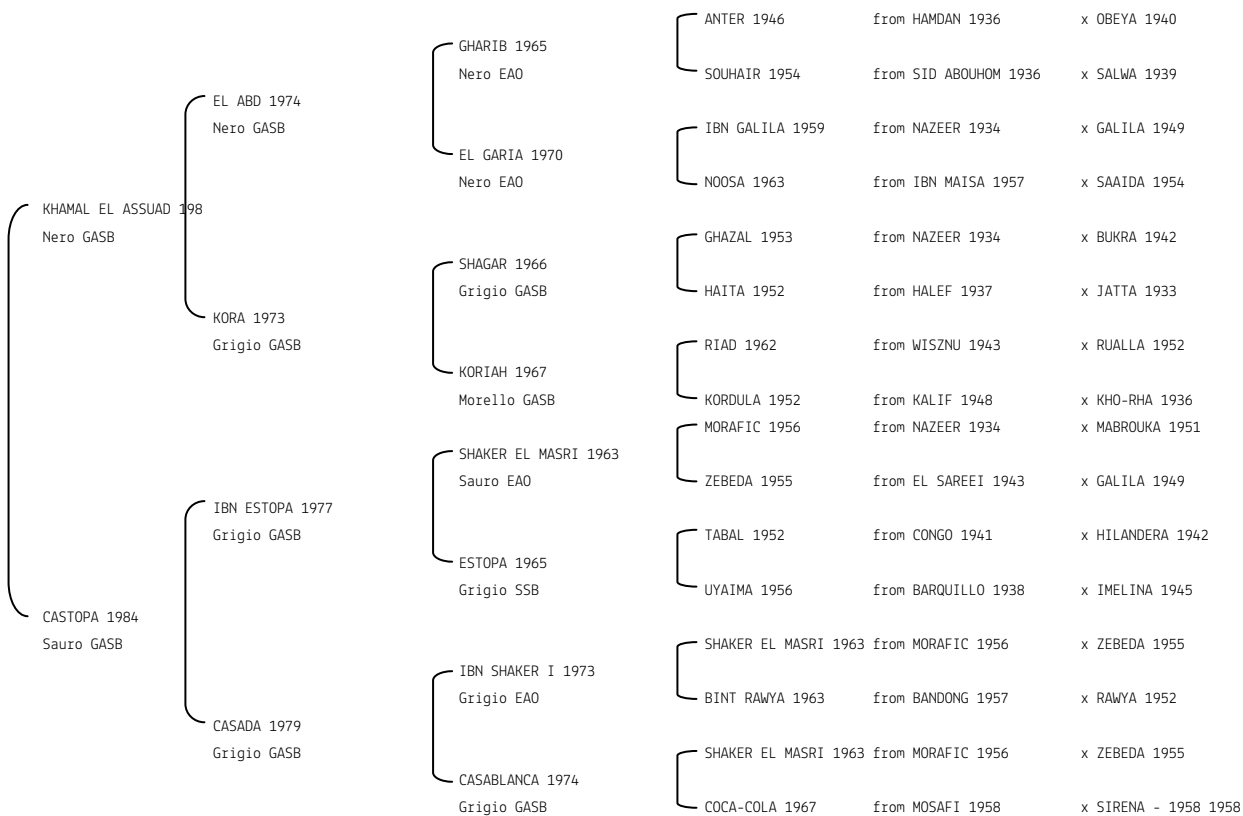 ANTER 1946 from HAMDAN 1936 x OBEYA 1940
GHARIB 1965
Nero EAO
SOUHAIR 1954 from SID ABOUHOM 1936 x SALWA 1939
EL ABD 1974
Nero GASB
IBN GALILA 1959 from NAZEER 1934 x GALILA 1949
EL GARIA 1970
Nero EAO
NOOSA 1963 from IBN MAISA 1957 x SAAIDA 1954
KHAMAL EL ASSUAD 198
Nero GASB
GHAZAL 1953 from NAZEER 1934 x BUKRA 1942
SHAGAR 1966
Grigio GASB
HAITA 1952 from HALEF 1937 x JATTA 1933
KORA 1973
Grigio GASB
RIAD 1962 from WISZNU 1943 x RUALLA 1952
KORIAH 1967
Morello GASB
KORDULA 1952 from KALIF 1948 x KHO-RHA 1936
MORAFIC 1956 from NAZEER 1934 x MABROUKA 1951
SHAKER EL MASRI 1963
Sauro EAO
ZEBEDA 1955 from EL SAREEI 1943 x GALILA 1949
IBN ESTOPA 1977
Grigio GASB
TABAL 1952 from CONGO 1941 x HILANDERA 1942
ESTOPA 1965
Grigio SSB
UYAIMA 1956 from BARQUILLO 1938 x IMELINA 1945
CASTOPA 1984
Sauro GASB
SHAKER EL MASRI 1963 from MORAFIC 1956 x ZEBEDA 1955
IBN SHAKER I 1973
Grigio EAO
BINT RAWYA 1963 from BANDONG 1957 x RAWYA 1952
CASADA 1979
Grigio GASB
SHAKER EL MASRI 1963 from MORAFIC 1956 x ZEBEDA 1955
CASABLANCA 1974
Grigio GASB
COCA-COLA 1967 from MOSAFI 1958 x SIRENA - 1958 1958